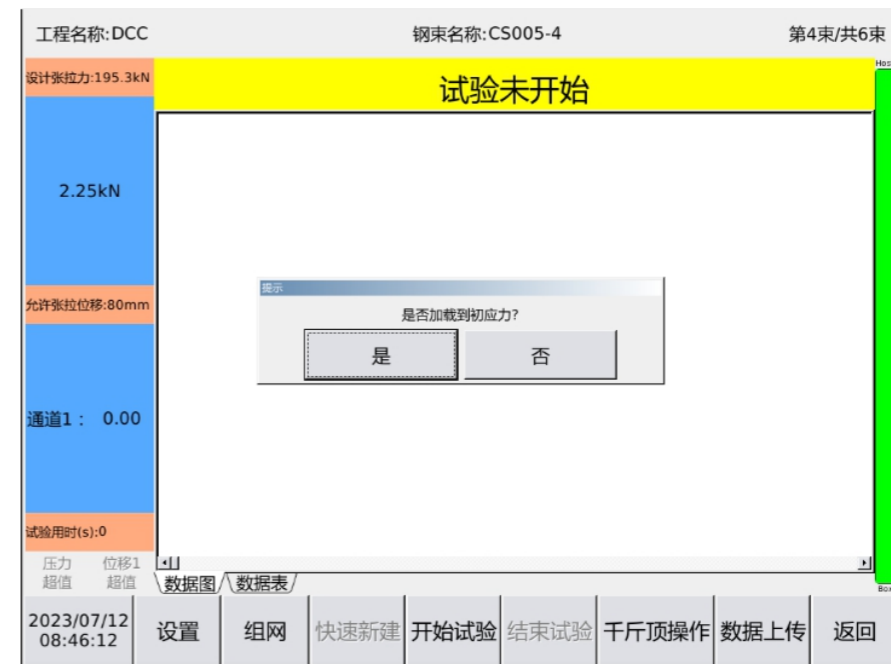 工程名称:DCC 钢束名称:CS005-4 第4束/共6束
设计张拉力:195.3kN
试验未开始
2.25kN
允许张拉位移:80mm
提示
是否加载到初应力?
是 否
通道1： 0.00
试验用时(s):0
压力 位移1
超值 超值
数据图 数据表
2023/07/12
08:46:12
设置 组网 快速新建 开始试验 结束试验 千斤顶操作 数据上传 返回